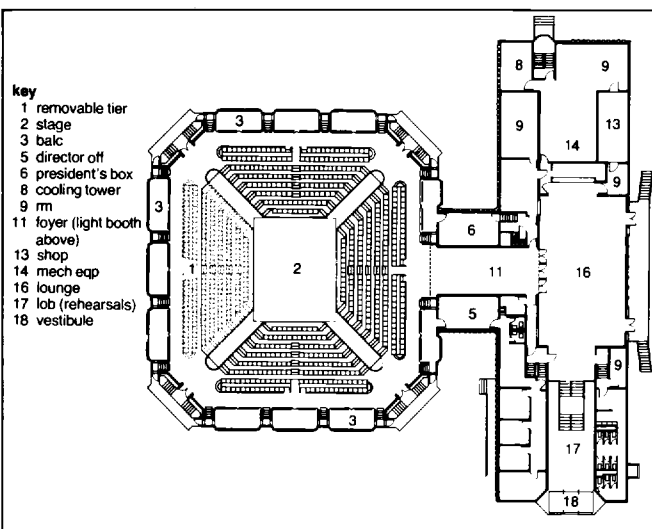 key
1 removable tier
2 stage
3 balc
5 director off
6 president's box
8 cooling tower
9 rm
11 foyer (light booth
above)
13 shop
14 mech eqp
16 lounge
17 lob (rehearsals)
18 vestibule
8
9
3
9
13
14
9
3
6
1
2
11
16
5
9
3
17
18